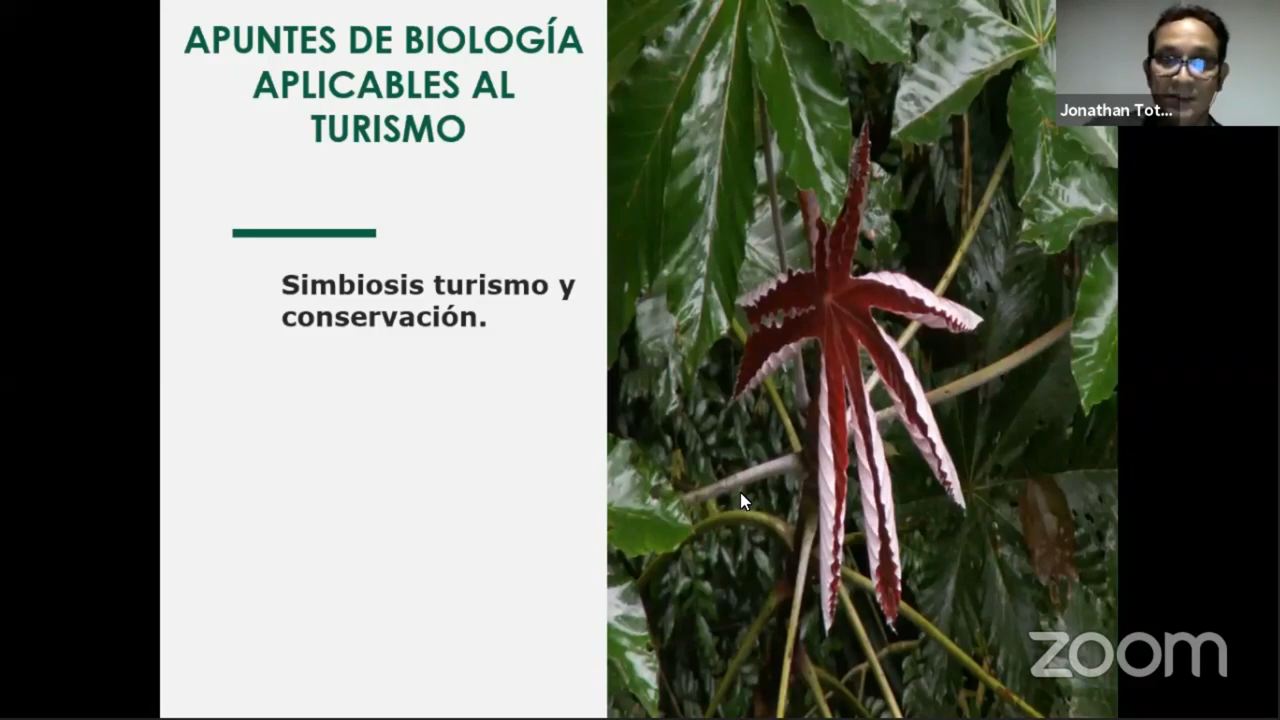 APUNTES DE BIOLOGÍA
APLICABLES AL
TURISMO
Simbiosis turismo y
conservación.
Jonathan Tot...
zoom